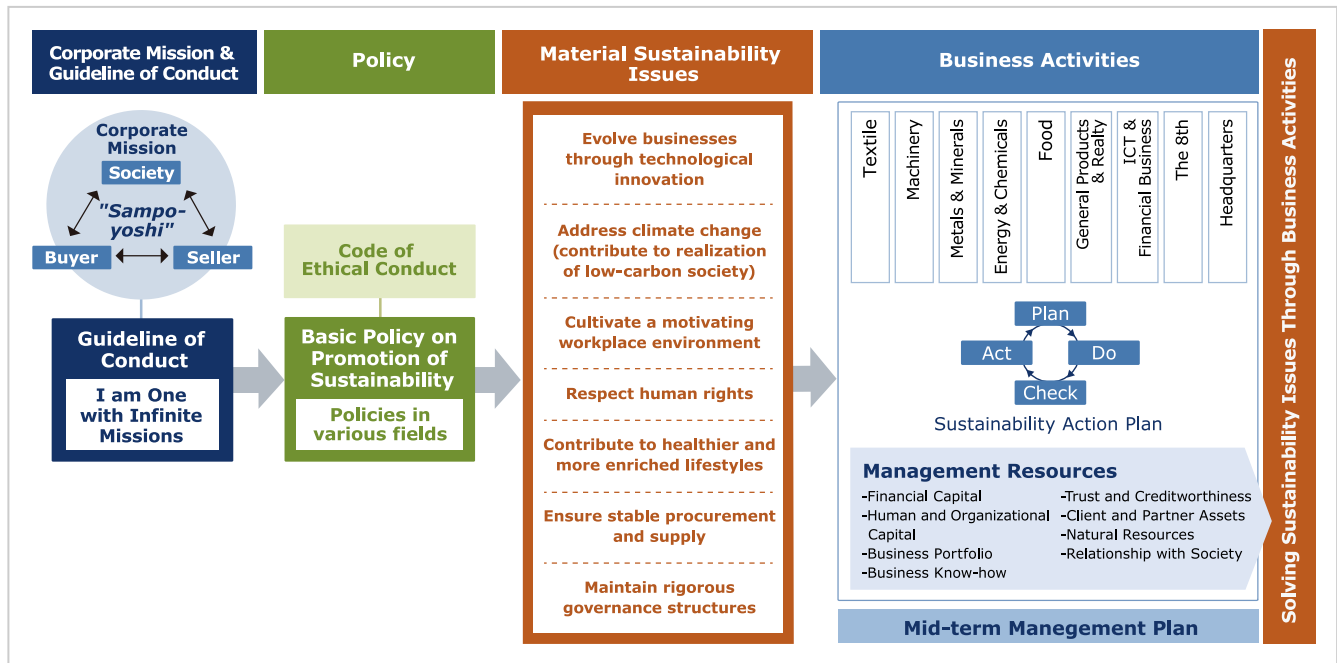 Corporate Mission &
Guideline of Conduct
Policy
Material Sustainability
Issues
Business Activities
Corporate
Mission
Society
"Sampo-
yoshi"
Buyer
Seller
Guideline of
Conduct
I am One
with Infinite
Missions
Code of
Ethical Conduct
Basic Policy on
Promotion of
Sustainability
Policies in
various fields
Evolve businesses
through technological
innovation
Address climate change
(contribute to realization
of low-carbon society)
Cultivate a motivating
workplace environment
Respect human rights
Contribute to healthier and
more enriched lifestyles
Ensure stable procurement
and supply
Maintain rigorous
governance structures
Textile
Machinery
Metals & Minerals
Energy & Chemicals
Food
General Products
& Realty
ICT &
Financial Business
The 8th
Headquarters
Plan
Act
Do
Check
Sustainability Action Plan
Management Resources
-Financial Capital
-Human and Organizational
Capital
-Business Portfolio
-Business Know-how
-Trust and Creditworthiness
-Client and Partner Assets
-Natural Resources
-Relationship with Society
Mid-term Manegement Plan
Solving Sustainability Issues Through Business Activities